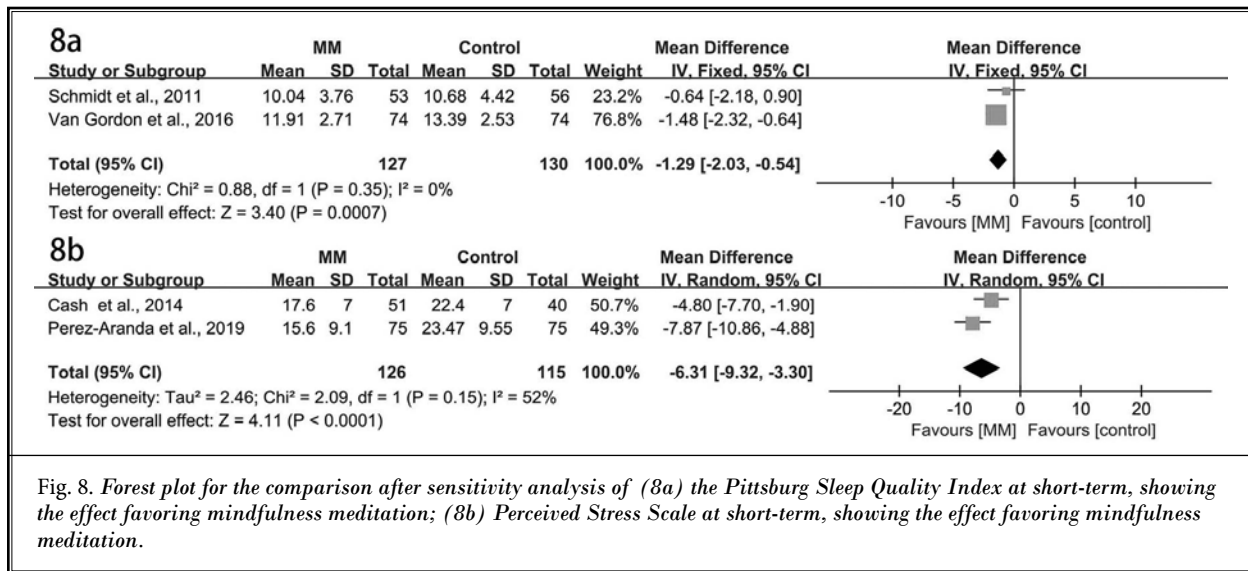 8a
MM Control Mean Difference Mean Difference
Study or Subgroup Mean SD Total Mean SD Total Weight IV, Fixed, 95% CI IV, Fixed, 95% CI
Schmidt et al., 2011 10.04 3.76 53 10.68 4.42 56 23.2% -0.64 [-2.18, 0.90]
Van Gordon et al., 2016 11.91 2.71 74 13.39 2.53 74 76.8% -1.48 [-2.32, -0.64]
Total (95% CI) 127 130 100.0% -1.29 [-2.03, -0.54]
Heterogeneity: Chi² = 0.88, df = 1 (P = 0.35); I² = 0%
Test for overall effect: Z = 3.40 (P = 0.0007)
-10 -5 0 5 10
Favours [MM] Favours [control]
8b
MM Control Mean Difference Mean Difference
Study or Subgroup Mean SD Total Mean SD Total Weight IV, Random, 95% CI IV, Random, 95% CI
Cash et al., 2014 17.6 7 51 22.4 7 40 50.7% -4.80 [-7.70, -1.90]
Perez-Aranda et al., 2019 15.6 9.1 75 23.47 9.55 75 49.3% -7.87 [-10.86, -4.88]
Total (95% CI) 126 115 100.0% -6.31 [-9.32, -3.30]
Heterogeneity: Tau² = 2.46; Chi² = 2.09, df = 1 (P = 0.15); I² = 52%
Test for overall effect: Z = 4.11 (P < 0.0001)
-20 -10 0 10 20
Favours [MM] Favours [control]
Fig. 8. Forest plot for the comparison after sensitivity analysis of (8a) the Pittsburg Sleep Quality Index at short-term, showing
the effect favoring mindfulness meditation; (8b) Perceived Stress Scale at short-term, showing the effect favoring mindfulness
meditation.